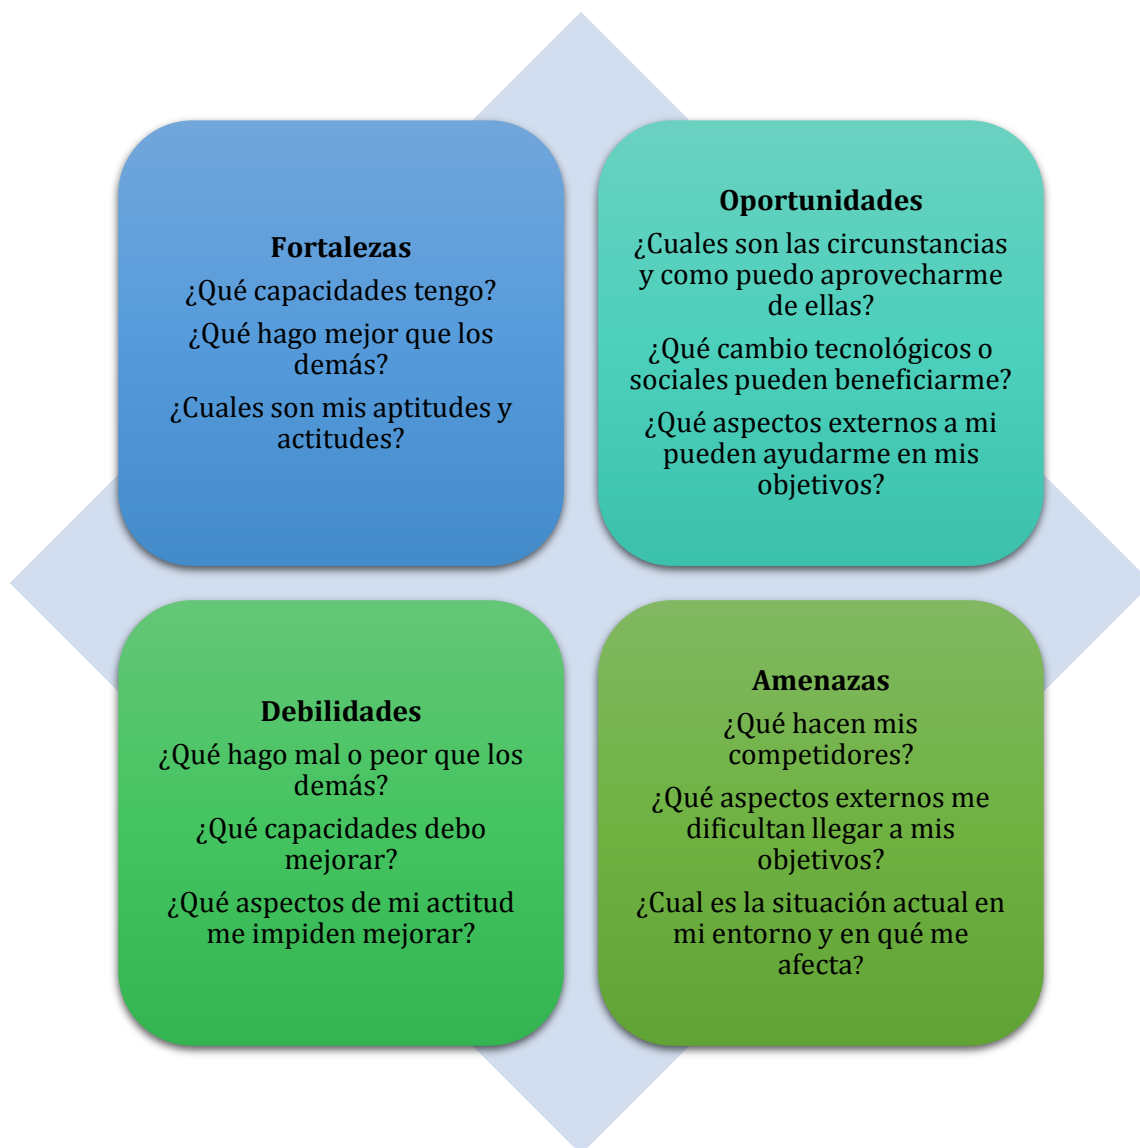 Fortalezas
¿Qué capacidades tengo?
¿Qué hago mejor que los
demás?
¿Cuales son mis aptitudes y
actitudes?
Oportunidades
¿Cuales son las circunstancias
y como puedo aprovecharme
de ellas?
¿Qué cambio tecnológicos o
sociales pueden beneficiarme?
¿Qué aspectos externos a mi
pueden ayudarme en mis
objetivos?
Debilidades
¿Qué hago mal o peor que los
demás?
¿Qué capacidades debo
mejorar?
¿Qué aspectos de mi actitud
me impiden mejorar?
Amenazas
¿Qué hacen mis
competidores?
¿Qué aspectos externos me
dificultan llegar a mis
objetivos?
¿Cual es la situación actual en
mi entorno y en qué me
afecta?